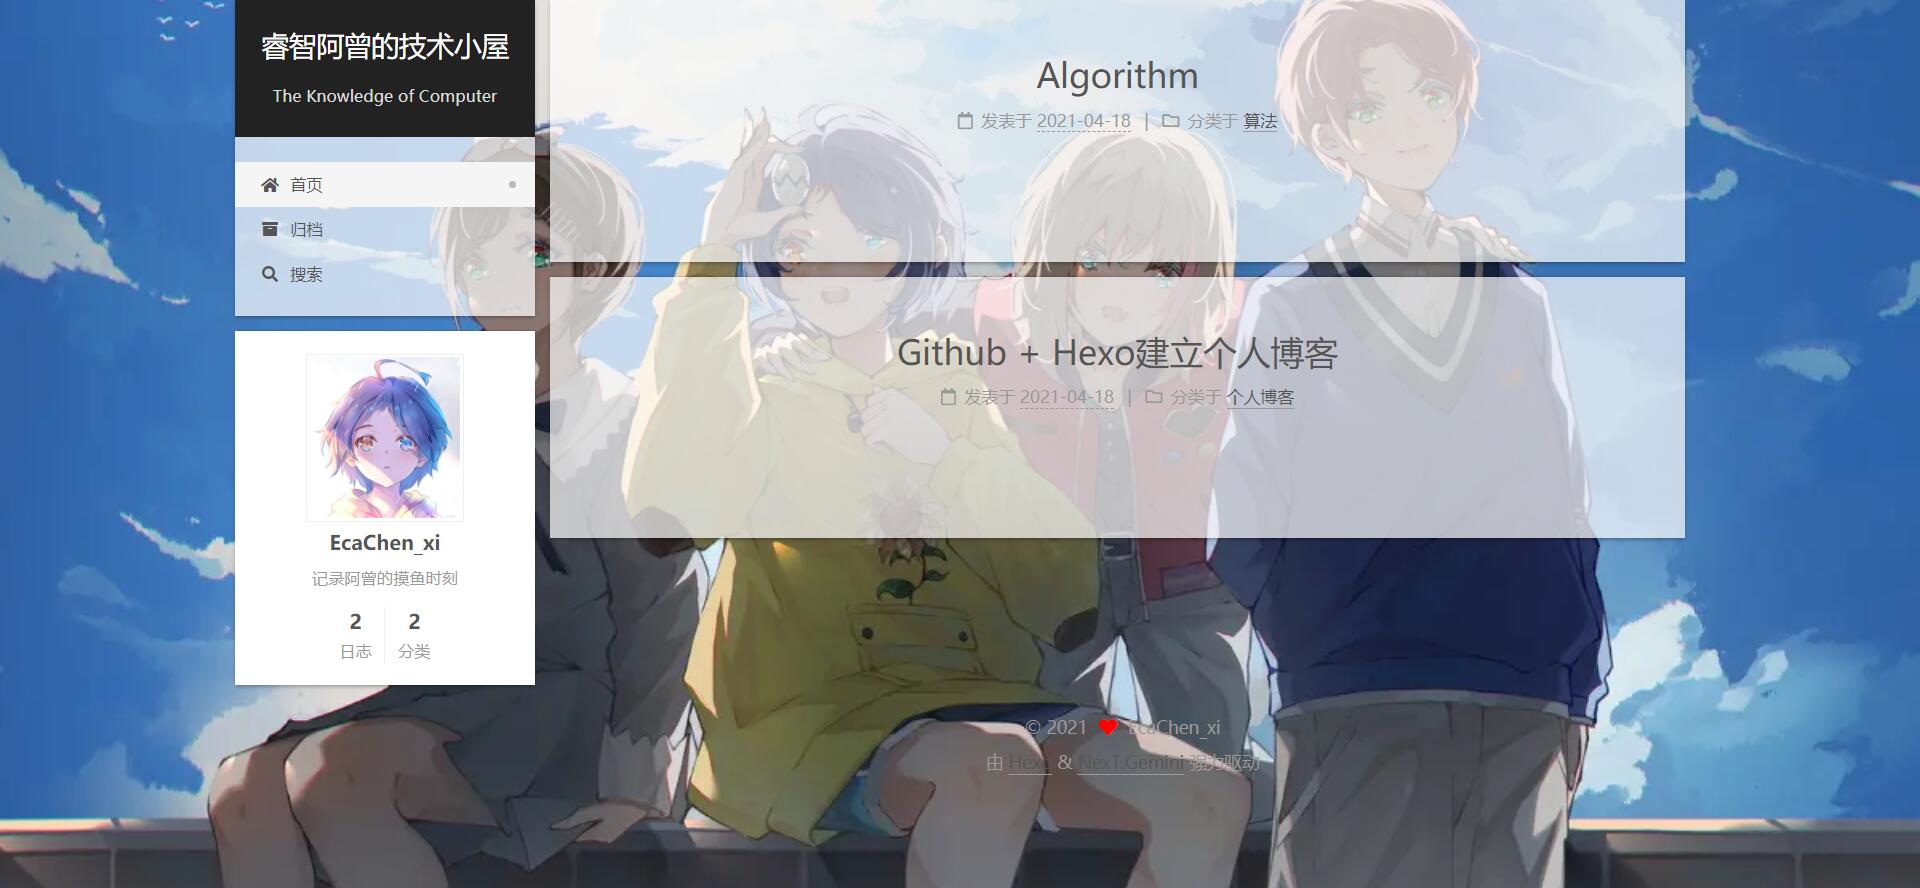 睿智阿曾的技术小屋
The Knowledge of Computer
首页
归档
搜索
EcaChen_xi
记录阿曾的摸鱼时刻
2 2
日志 分类
Algorithm
发表于 2021-04-18 | 分类于 算法
Github + Hexo建立个人博客
发表于 2021-04-18 | 分类于 个人博客
© 2021 EcaChen_xi
由 Hexo & NexT.Gemini 强力驱动